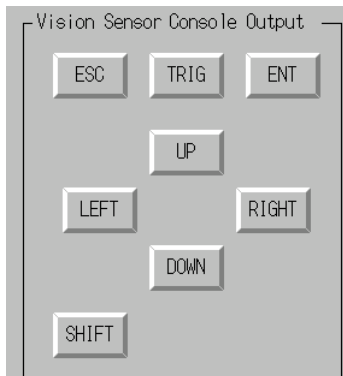 Vision Sensor Console Output
ESC TRIG ENT
UP
LEFT RIGHT
DOWN
SHIFT